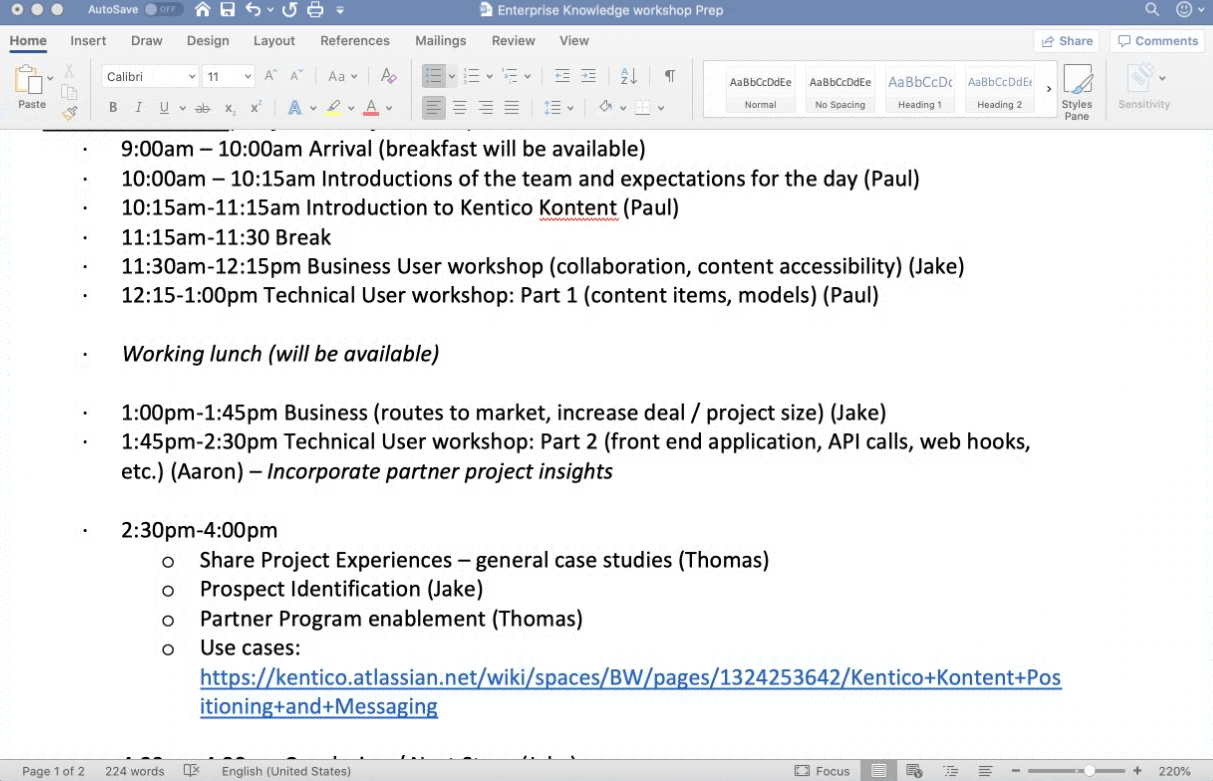 AutoSave OFF Enterprise Knowledge workshop Prep
Home Insert Draw Design Layout References Mailings Review View Share Comments
Paste Calibri 11 A A Aa A AaBbCcDdEe AaBbCcDdEe AaBbCcDc AaBbCcDdEe
B I U ab x₂ x² A A Normal No Spacing Heading 1 Heading 2 Styles Pane Sensitivity
· 9:00am – 10:00am Arrival (breakfast will be available)
· 10:00am – 10:15am Introductions of the team and expectations for the day (Paul)
· 10:15am-11:15am Introduction to Kentico Kontent (Paul)
· 11:15am-11:30 Break
· 11:30am-12:15pm Business User workshop (collaboration, content accessibility) (Jake)
· 12:15-1:00pm Technical User workshop: Part 1 (content items, models) (Paul)
· Working lunch (will be available)
· 1:00pm-1:45pm Business (routes to market, increase deal / project size) (Jake)
· 1:45pm-2:30pm Technical User workshop: Part 2 (front end application, API calls, web hooks,
etc.) (Aaron) – Incorporate partner project insights
· 2:30pm-4:00pm
o Share Project Experiences – general case studies (Thomas)
o Prospect Identification (Jake)
o Partner Program enablement (Thomas)
o Use cases:
https://kentico.atlassian.net/wiki/spaces/BW/pages/1324253642/Kentico+Kontent+Pos
itioning+and+Messaging
Page 1 of 2 224 words English (United States) Focus 220%